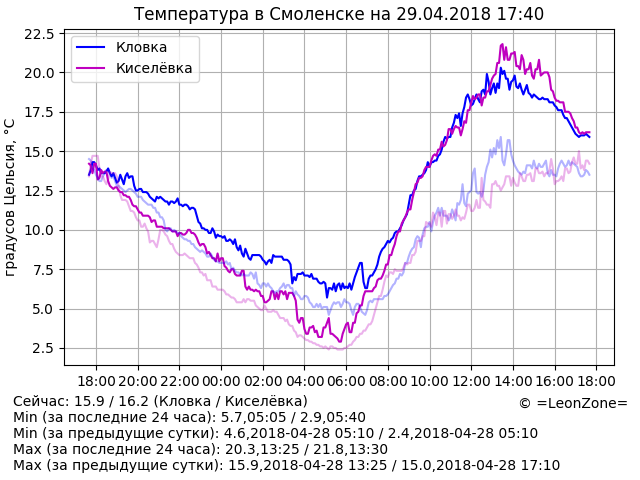 Температура в Смоленске на 29.04.2018 17:40
Кловка
Киселёвка
градусов Цельсия, °C
22.5
20.0
17.5
15.0
12.5
10.0
7.5
5.0
2.5
18:00 20:00 22:00 00:00 02:00 04:00 06:00 08:00 10:00 12:00 14:00 16:00 18:00
Сейчас: 15.9 / 16.2 (Кловка / Киселёвка)
© =LeonZone=
Min (за последние 24 часа): 5.7,05:05 / 2.9,05:40
Min (за предыдущие сутки): 4.6,2018-04-28 05:10 / 2.4,2018-04-28 05:10
Max (за последние 24 часа): 20.3,13:25 / 21.8,13:30
Max (за предыдущие сутки): 15.9,2018-04-28 13:25 / 15.0,2018-04-28 17:10